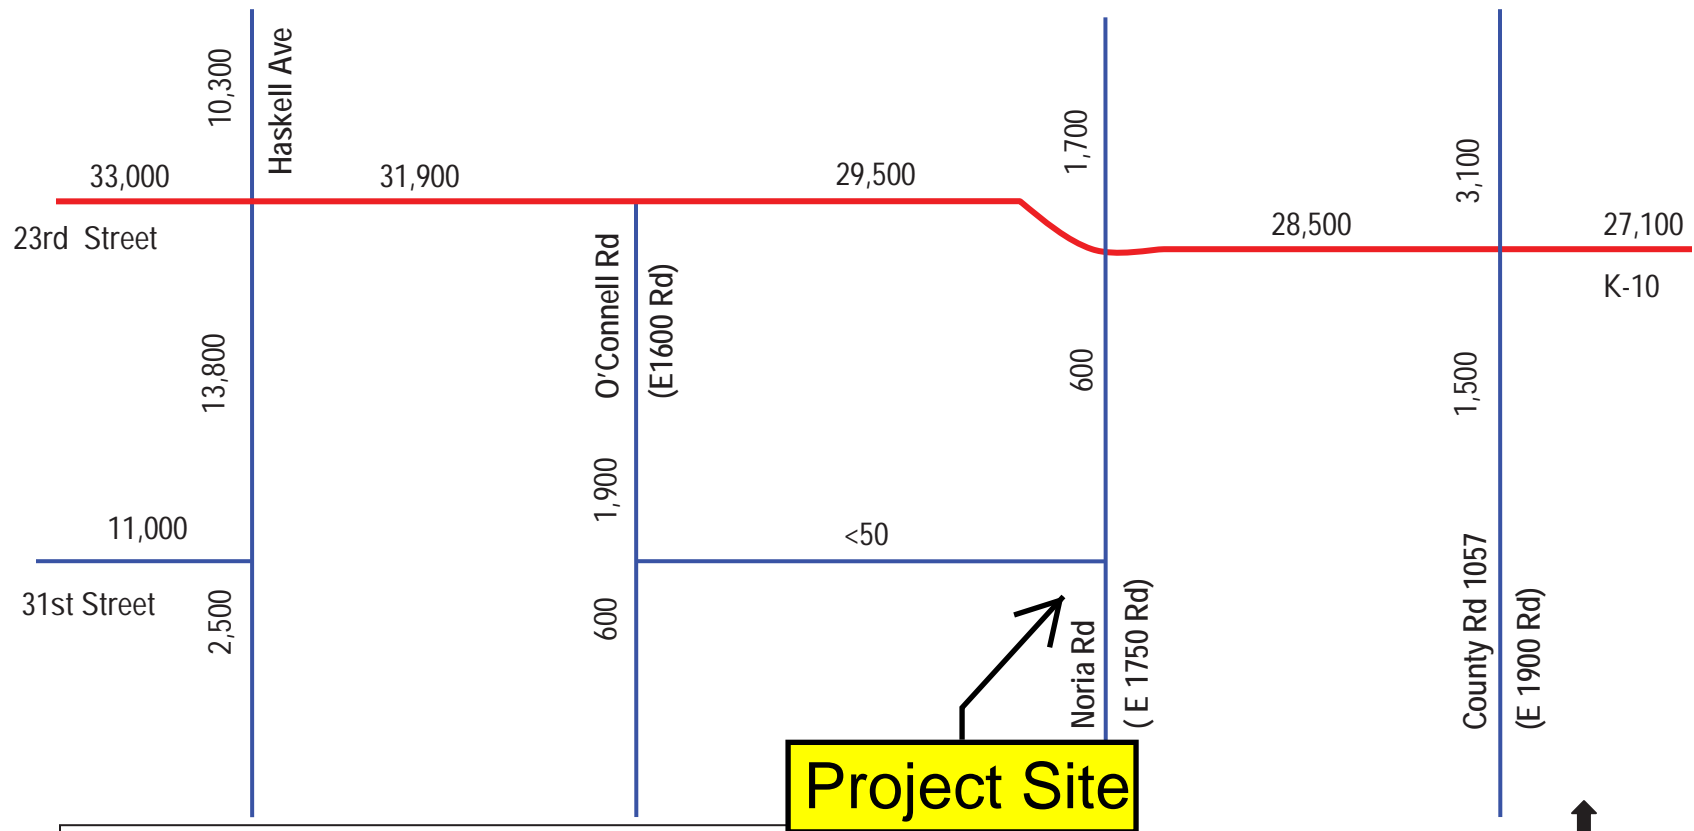 10,300
Haskell Ave
33,000
31,900
29,500
1,700
3,100
28,500
27,100
23rd Street
K-10
O'Connell Rd
(E1600 Rd)
13,800
600
1,500
1,900
11,000
<50
31st Street
2,500
600
Noria Rd
( E 1750 Rd)
County Rd 1057
(E 1900 Rd)
Project Site